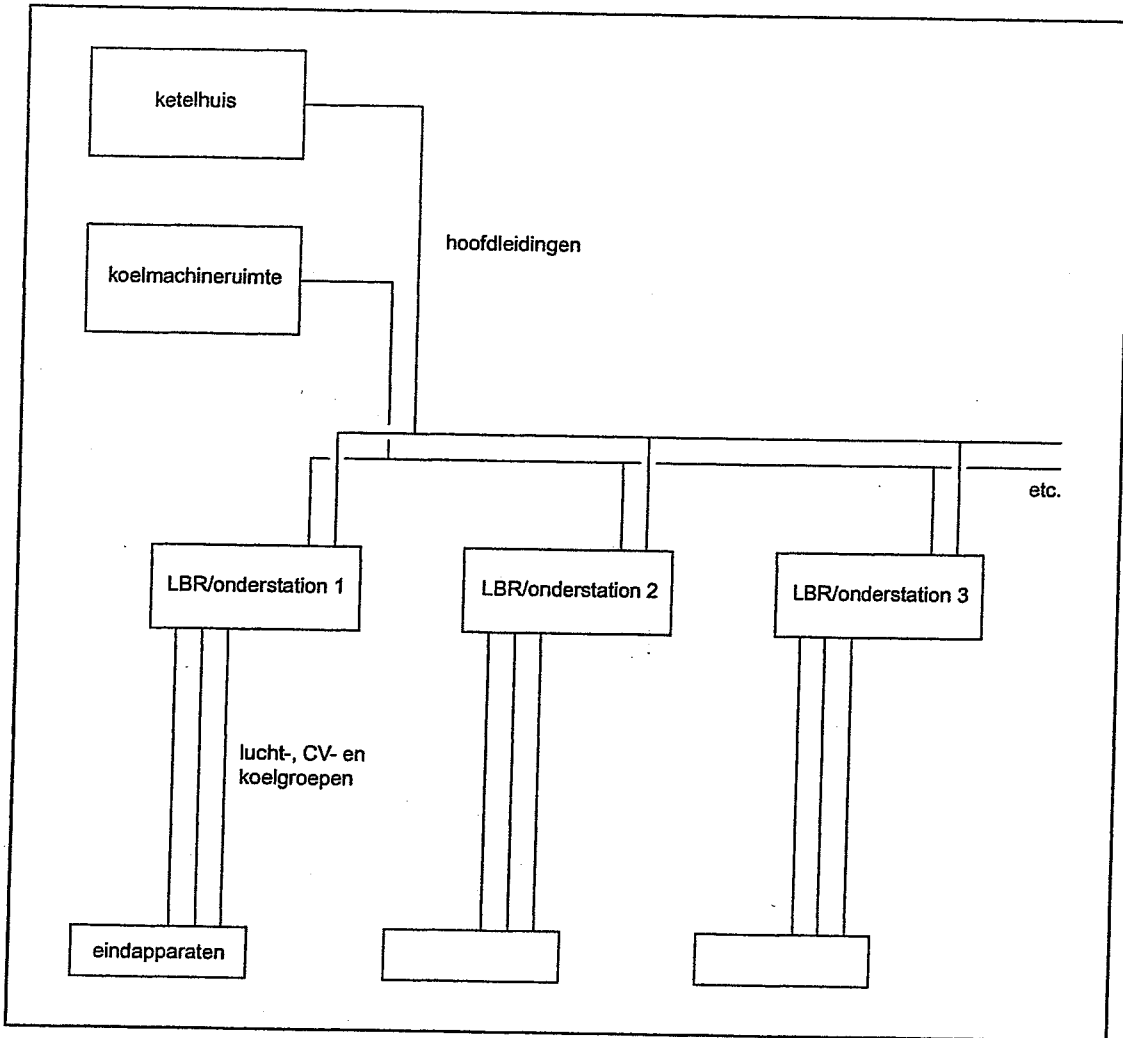 ketelhuis
hoofdleidingen
koelmachineruimte
etc.
LBR/onderstation 1
LBR/onderstation 2
LBR/onderstation 3
lucht-, CV- en
koelgroepen
eindapparaten